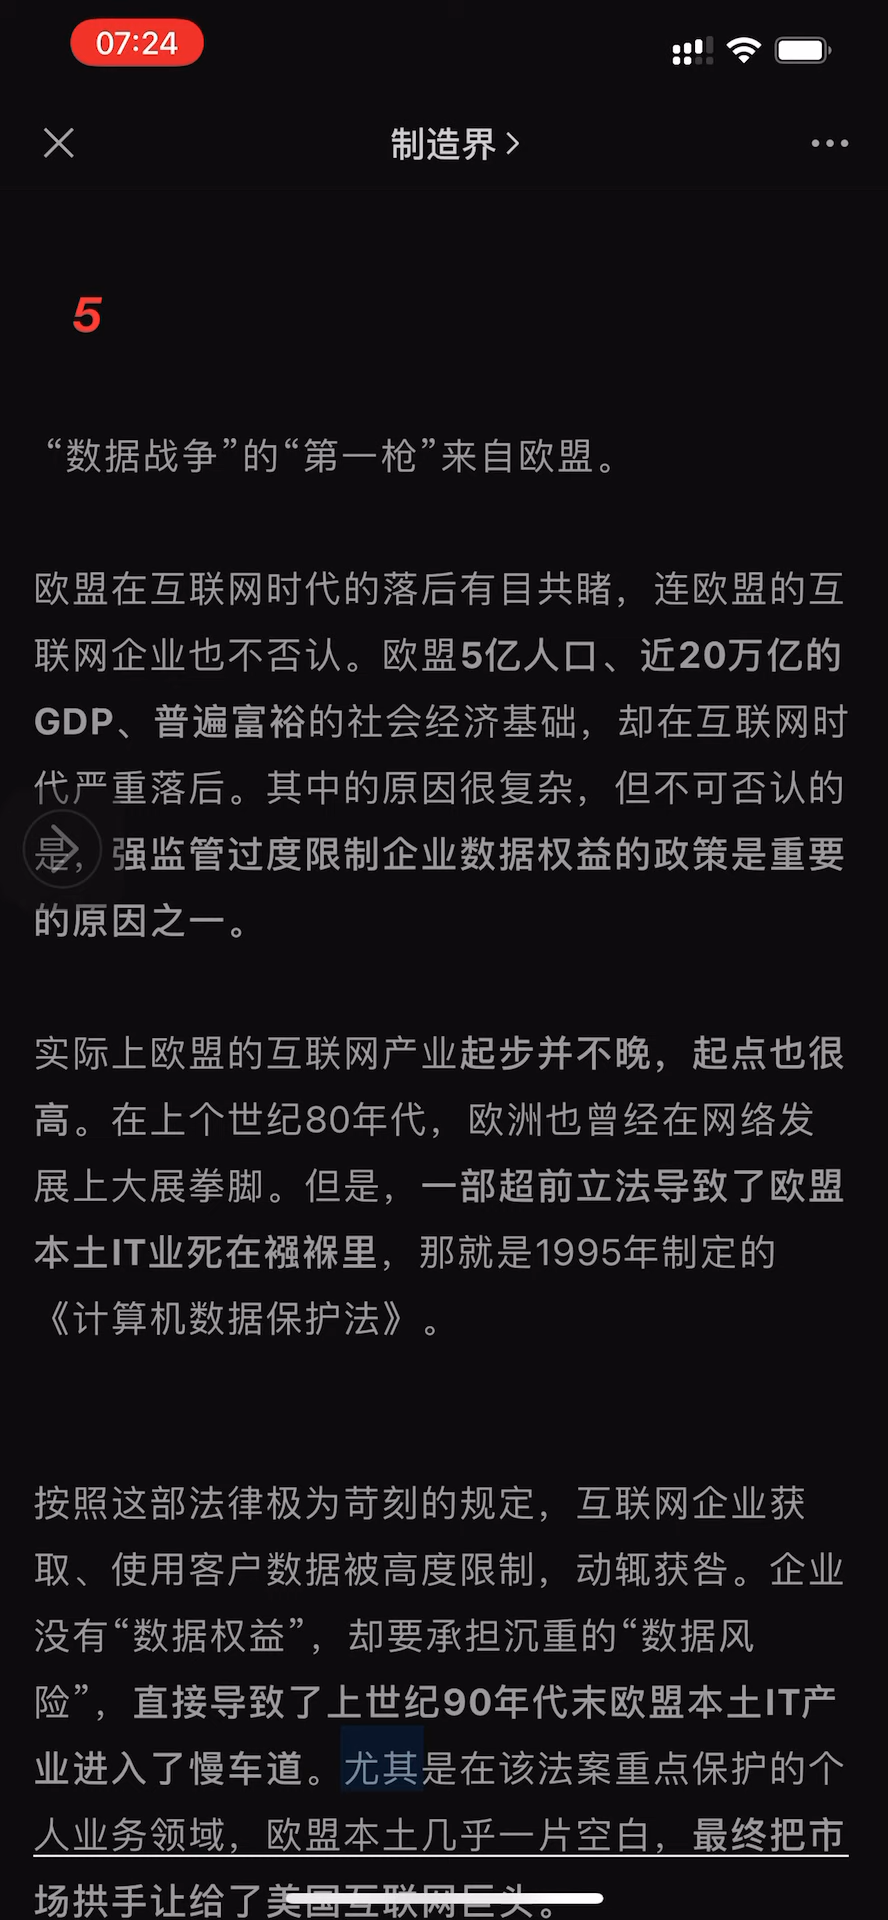 07:24
制造界
5
“数据战争”的“第一枪”来自欧盟。
欧盟在互联网时代的落后有目共睹，连欧盟的互
联网企业也不否认。欧盟5亿人口、近20万亿的
GDP、普遍富裕的社会经济基础，却在互联网时
代严重落后。其中的原因很复杂，但不可否认的
是，强监管过度限制企业数据权益的政策是重要
的原因之一。
实际上欧盟的互联网产业起步并不晚，起点也很
高。在上个世纪80年代，欧洲也曾经在网络发
展上大展拳脚。但是，一部超前立法导致了欧盟
本土IT业死在襁褓里，那就是1995年制定的
《计算机数据保护法》。
按照这部法律极为苛刻的规定，互联网企业获
取、使用客户数据被高度限制，动辄获咎。企业
没有“数据权益”，却要承担沉重的“数据风
险”，直接导致了上世纪90年代末欧盟本土IT产
业进入了慢车道。尤其是在该法案重点保护的个
人业务领域，欧盟本土几乎一片空白，最终把市
场拱手让给了美国互联网巨头。